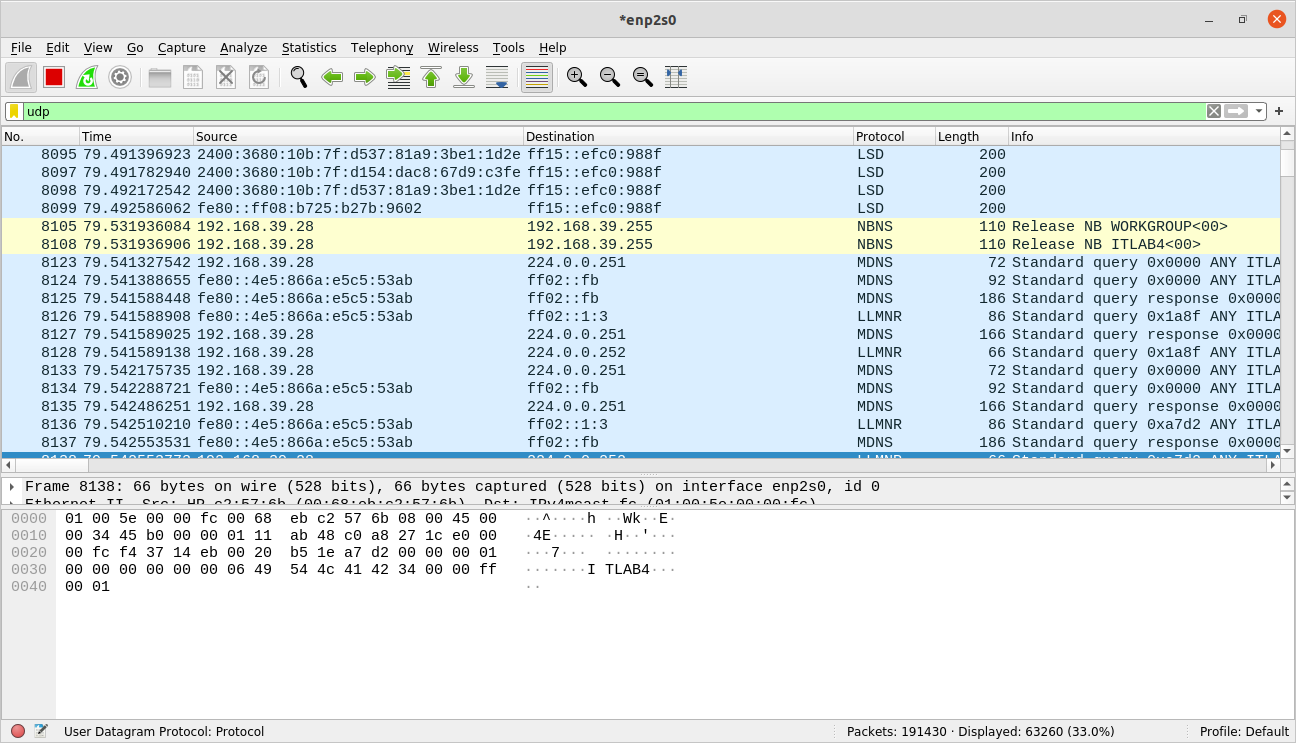 *enp2s0
File Edit View Go Capture Analyze Statistics Telephony Wireless Tools Help
udp
No. Time Source Destination Protocol Length Info
8095 79.491396923 2400:3680:10b:7f:d537:81a9:3be1:1d2e ff15::efc0:988f LSD 200
8097 79.491782940 2400:3680:10b:7f:d154:dac8:67d9:c3fe ff15::efc0:988f LSD 200
8098 79.492172542 2400:3680:10b:7f:d537:81a9:3be1:1d2e ff15::efc0:988f LSD 200
8099 79.492586062 fe80::ff08:b725:b27b:9602 ff15::efc0:988f LSD 200
8105 79.531936084 192.168.39.28 192.168.39.255 NBNS 110 Release NB WORKGROUP<00>
8108 79.531936906 192.168.39.28 192.168.39.255 NBNS 110 Release NB ITLAB4<00>
8123 79.541327542 192.168.39.28 224.0.0.251 MDNS 72 Standard query 0x0000 ANY ITLA
8124 79.541388655 fe80::4e5:866a:e5c5:53ab ff02::fb MDNS 92 Standard query 0x0000 ANY ITLA
8125 79.541588448 fe80::4e5:866a:e5c5:53ab ff02::fb MDNS 186 Standard query response 0x0000
8126 79.541588908 fe80::4e5:866a:e5c5:53ab ff02::1:3 LLMNR 86 Standard query 0x1a8f ANY ITLA
8127 79.541589025 192.168.39.28 224.0.0.251 MDNS 166 Standard query response 0x0000
8128 79.541589138 192.168.39.28 224.0.0.252 LLMNR 66 Standard query 0x1a8f ANY ITLA
8133 79.542175735 192.168.39.28 224.0.0.251 MDNS 72 Standard query 0x0000 ANY ITLA
8134 79.542288721 fe80::4e5:866a:e5c5:53ab ff02::fb MDNS 92 Standard query 0x0000 ANY ITLA
8135 79.542486251 192.168.39.28 224.0.0.251 MDNS 166 Standard query response 0x0000
8136 79.542510210 fe80::4e5:866a:e5c5:53ab ff02::1:3 LLMNR 86 Standard query 0xa7d2 ANY ITLA
8137 79.542553531 fe80::4e5:866a:e5c5:53ab ff02::fb MDNS 186 Standard query response 0x0000
Frame 8138: 66 bytes on wire (528 bits), 66 bytes captured (528 bits) on interface enp2s0, id 0
Ethernet II, Src: HP_c2:57:6b (00:68:eb:c2:57:6b), Dst: IPv4mcast_fc (01:00:5e:00:00:fc)
0000 01 00 5e 00 00 fc 00 68 eb c2 57 6b 08 00 45 00 ··^····h ··Wk··E·
0010 00 34 45 b0 00 00 01 11 ab 48 c0 a8 27 1c e0 00 ·4E····· ·H··'···
0020 00 fc f4 37 14 eb 00 20 b5 1e a7 d2 00 00 00 01 ···7··· ········
0030 00 00 00 00 00 00 06 49 54 4c 41 42 34 00 00 ff ·······I TLAB4···
0040 00 01 ··
User Datagram Protocol: Protocol Packets: 191430 · Displayed: 63260 (33.0%) Profile: Default